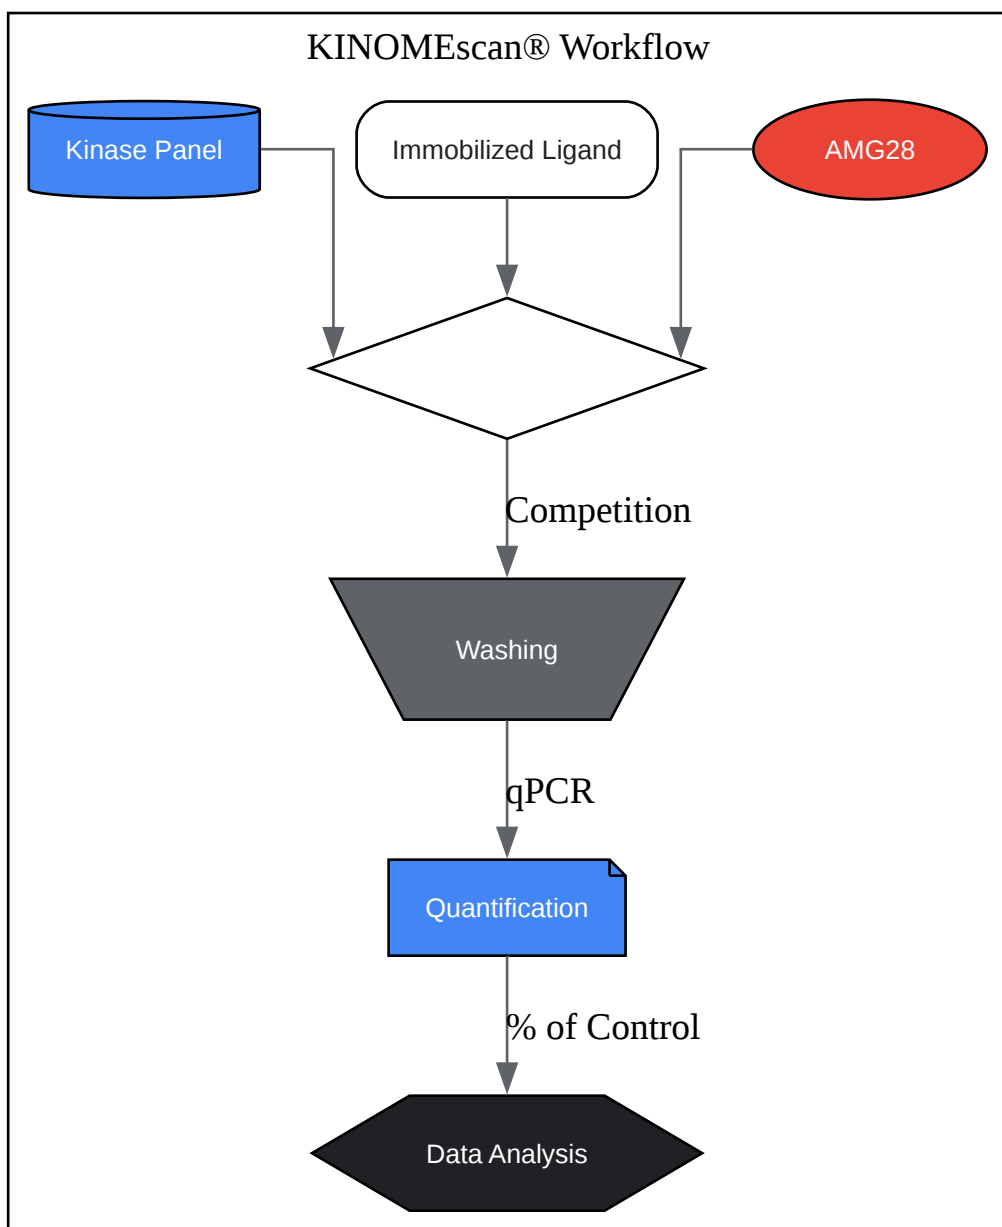 KINOMEscan® Workflow
Kinase Panel
Immobilized Ligand
AMG28
Competition
Washing
qPCR
Quantification
% of Control
Data Analysis